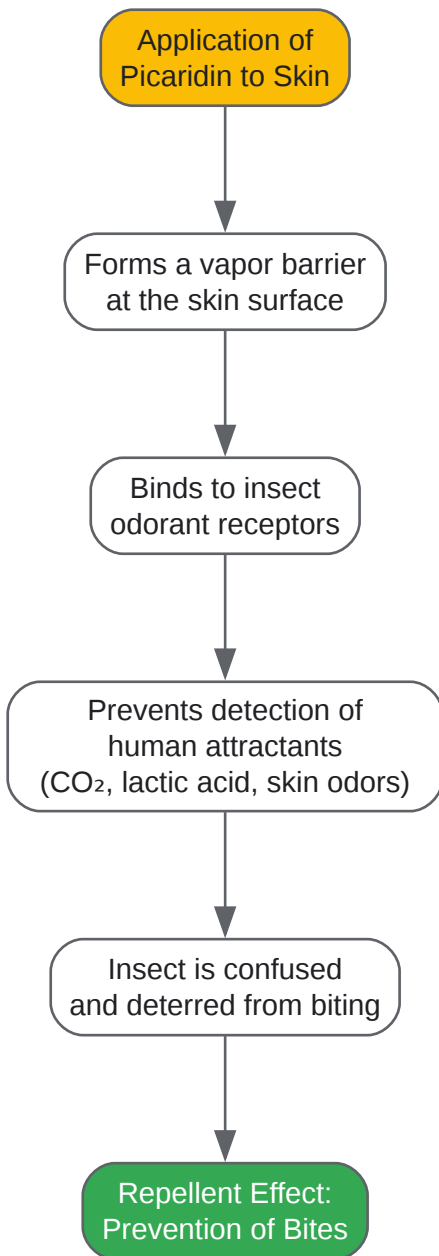 Application of
Picaridin to Skin
Forms a vapor barrier
at the skin surface
Binds to insect
odorant receptors
Prevents detection of
human attractants
(CO₂, lactic acid, skin odors)
Insect is confused
and deterred from biting
Repellent Effect:
Prevention of Bites